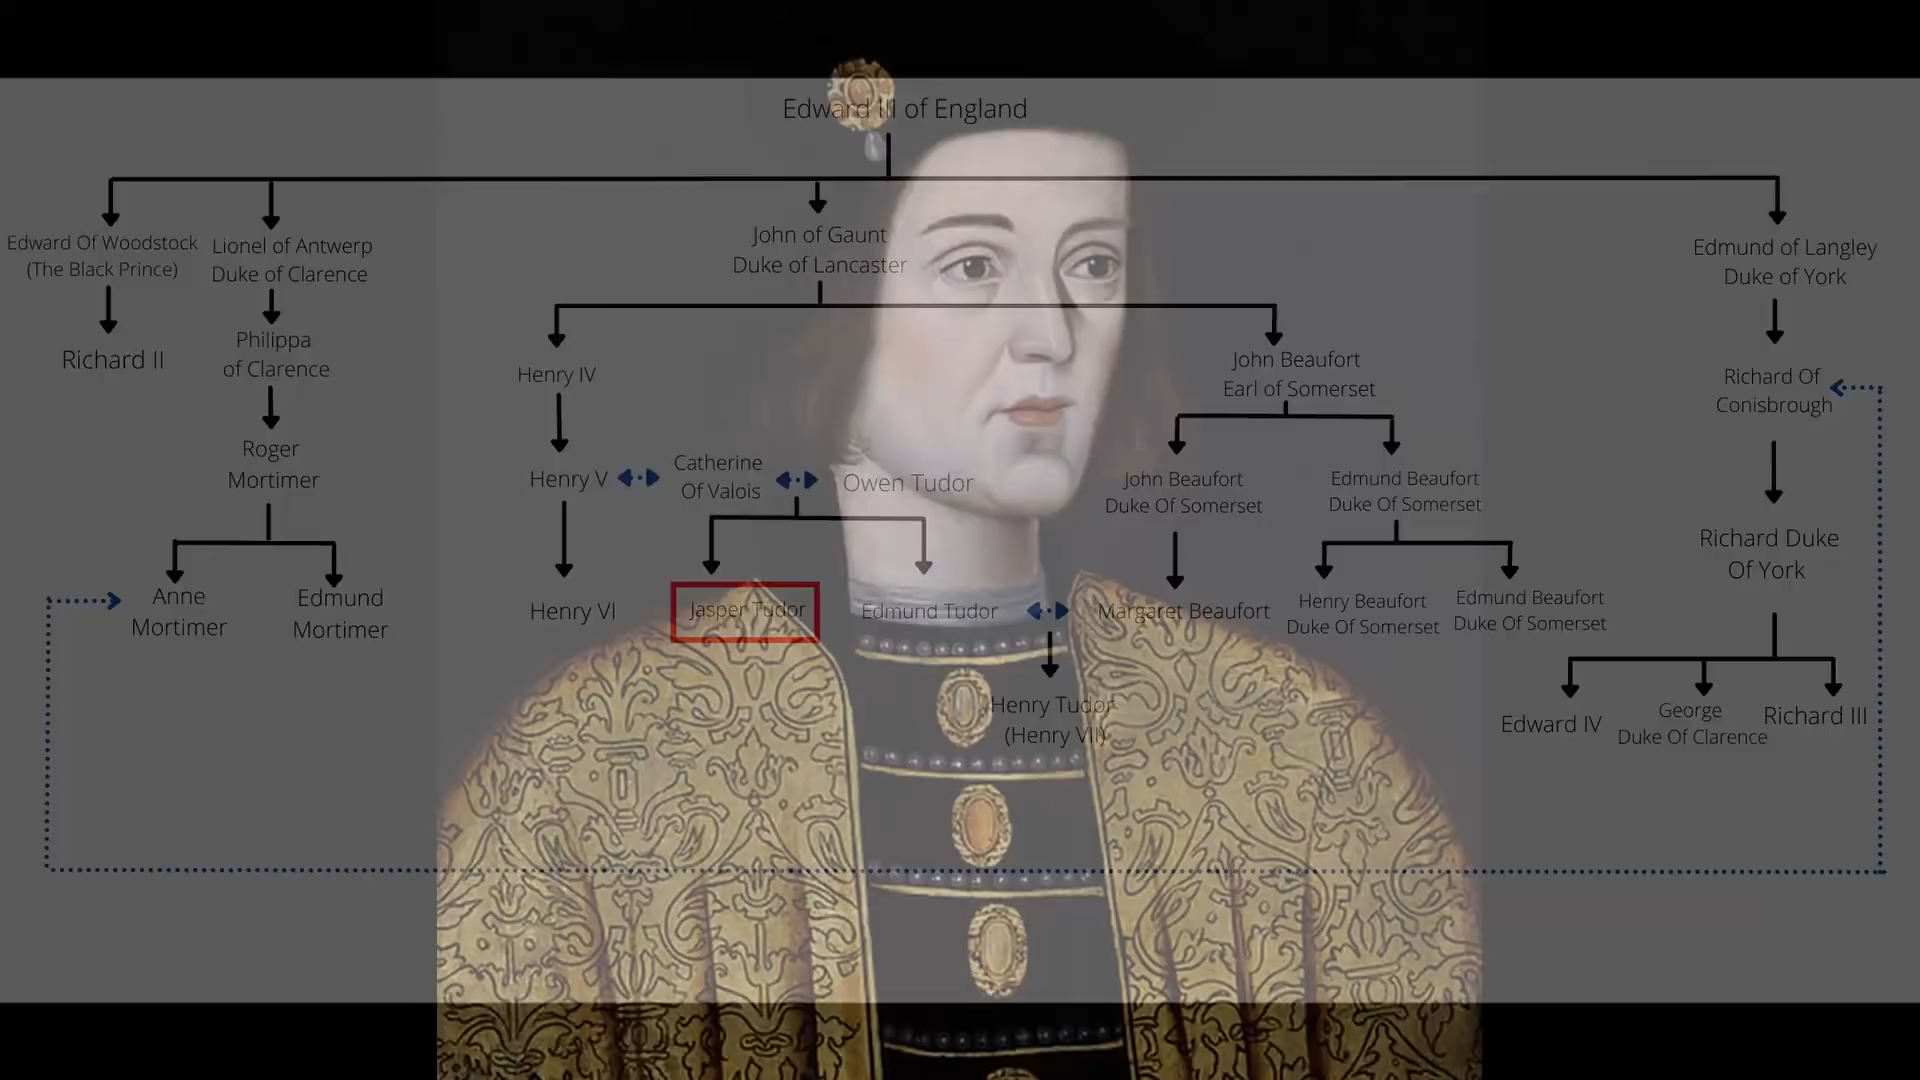 Edward III of England
Edward Of Woodstock
(The Black Prince)
Lionel of Antwerp
Duke of Clarence
John of Gaunt
Duke of Lancaster
Edmund of Langley
Duke of York
Richard II
Philippa
of Clarence
Henry IV
John Beaufort
Earl of Somerset
Richard Of
Conisbrough
Roger
Mortimer
Henry V
Catherine
Of Valois
Owen Tudor
John Beaufort
Duke Of Somerset
Edmund Beaufort
Duke Of Somerset
Richard Duke
Of York
Anne
Mortimer
Edmund
Mortimer
Henry VI
Jasper Tudor
Edmund Tudor
Margaret Beaufort
Henry Beaufort
Duke Of Somerset
Edmund Beaufort
Duke Of Somerset
Henry Tudor
(Henry VII)
Edward IV
George
Duke Of Clarence
Richard III